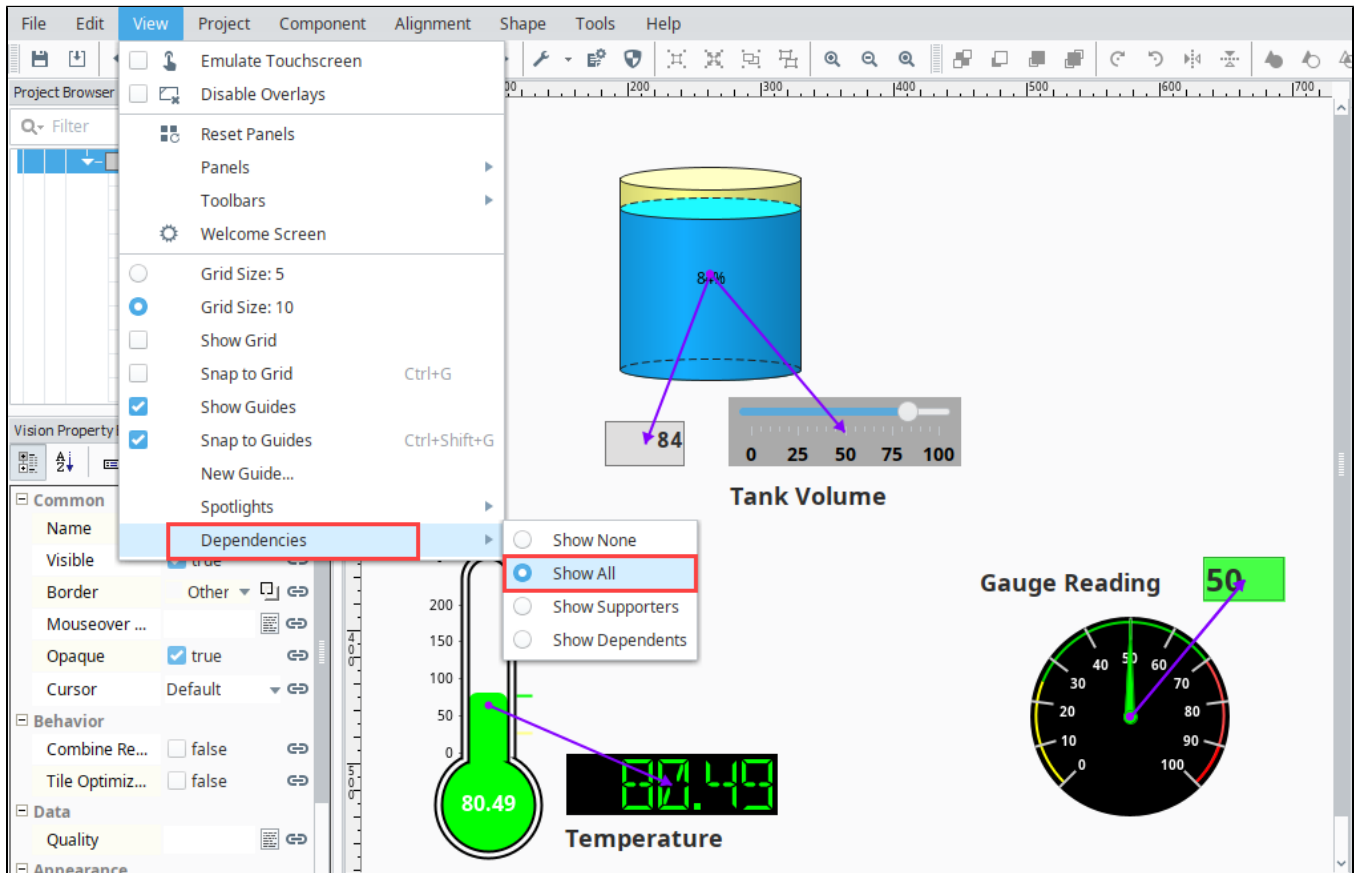 File Edit View Project Component Alignment Shape Tools Help
Project Browser
Filter
Emulate Touchscreen
Disable Overlays
Reset Panels
Panels
Toolbars
Welcome Screen
Grid Size: 5
Grid Size: 10
Show Grid
Snap to Grid Ctrl+G
Show Guides
Snap to Guides Ctrl+Shift+G
New Guide...
Spotlights
Dependencies
Show None
Show All
Show Supporters
Show Dependents
200 300 400 500 600 700
84%
84
0 25 50 75 100
Tank Volume
Vision Property
Common
Name
Visible true
Border Other
Mouseover ...
Opaque true
Cursor Default
Behavior
Combine Re... false
Tile Optimiz... false
Data
Quality
Appearance
400
500
200
150
100
50
0
80.49
80.49
Temperature
Gauge Reading 50
0 10 20 30 40 50 60 70 80 90 100